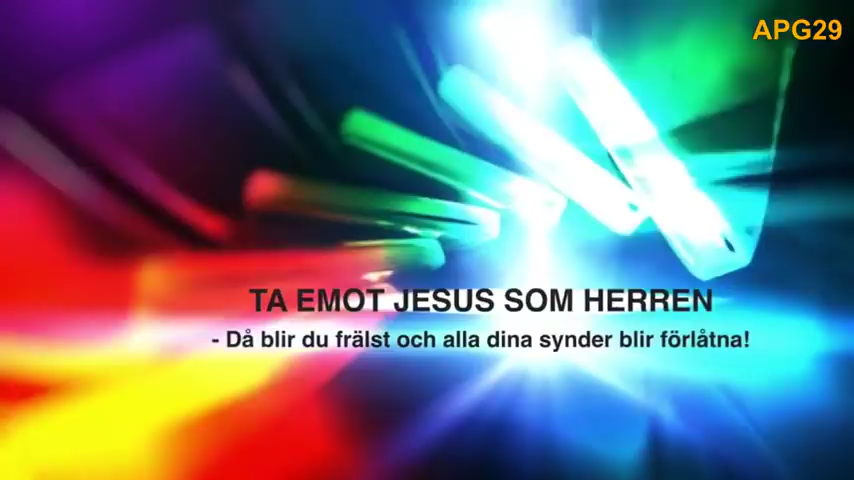 APG29
TA EMOT JESUS SOM HERREN
- Då blir du frälst och alla dina synder blir förlåtna!